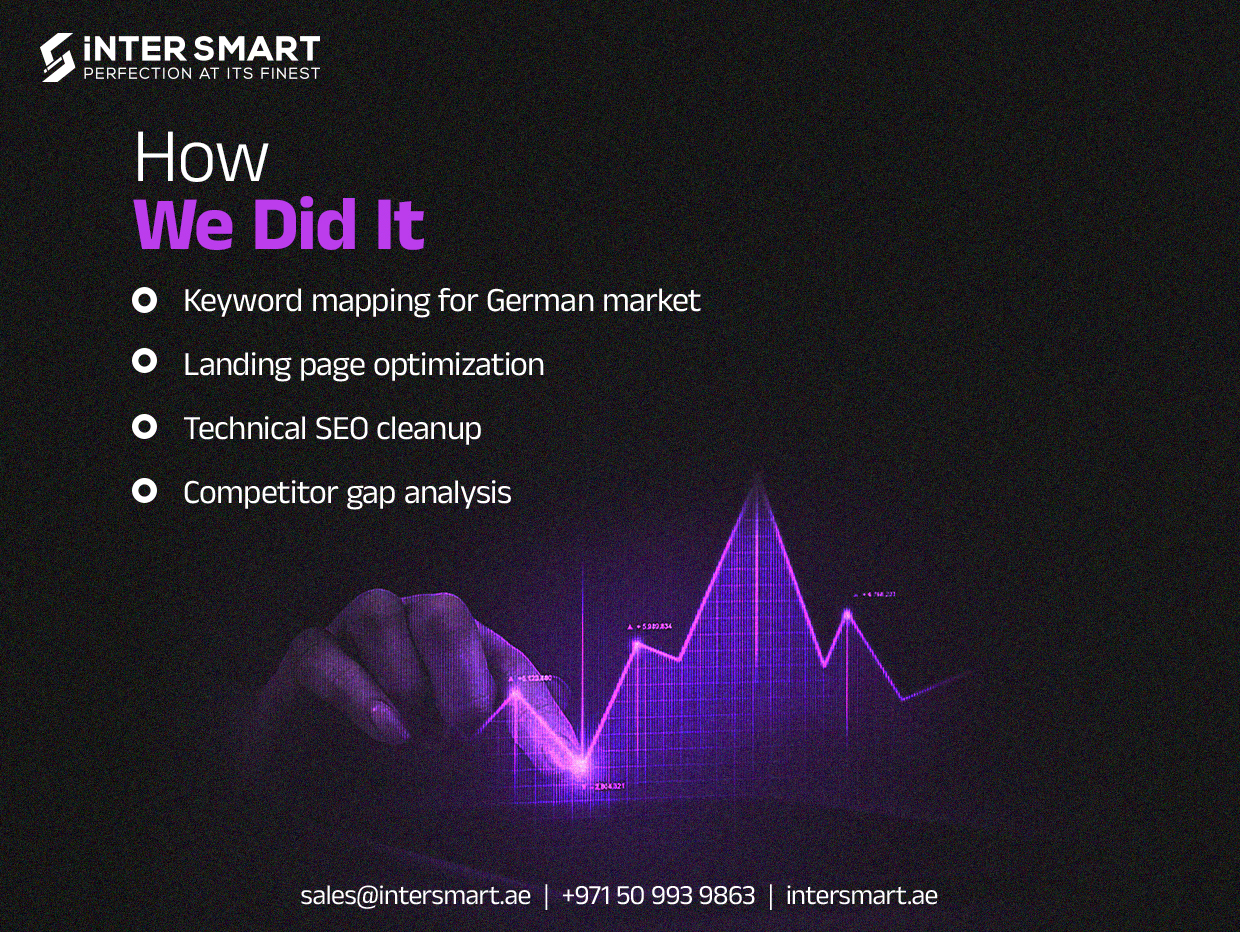 iNTER SMART
PERFECTION AT ITS FINEST
How
We Did It
Keyword mapping for German market
Landing page optimization
Technical SEO cleanup
Competitor gap analysis
sales@intersmart.ae | +971 50 993 9863 | intersmart.ae